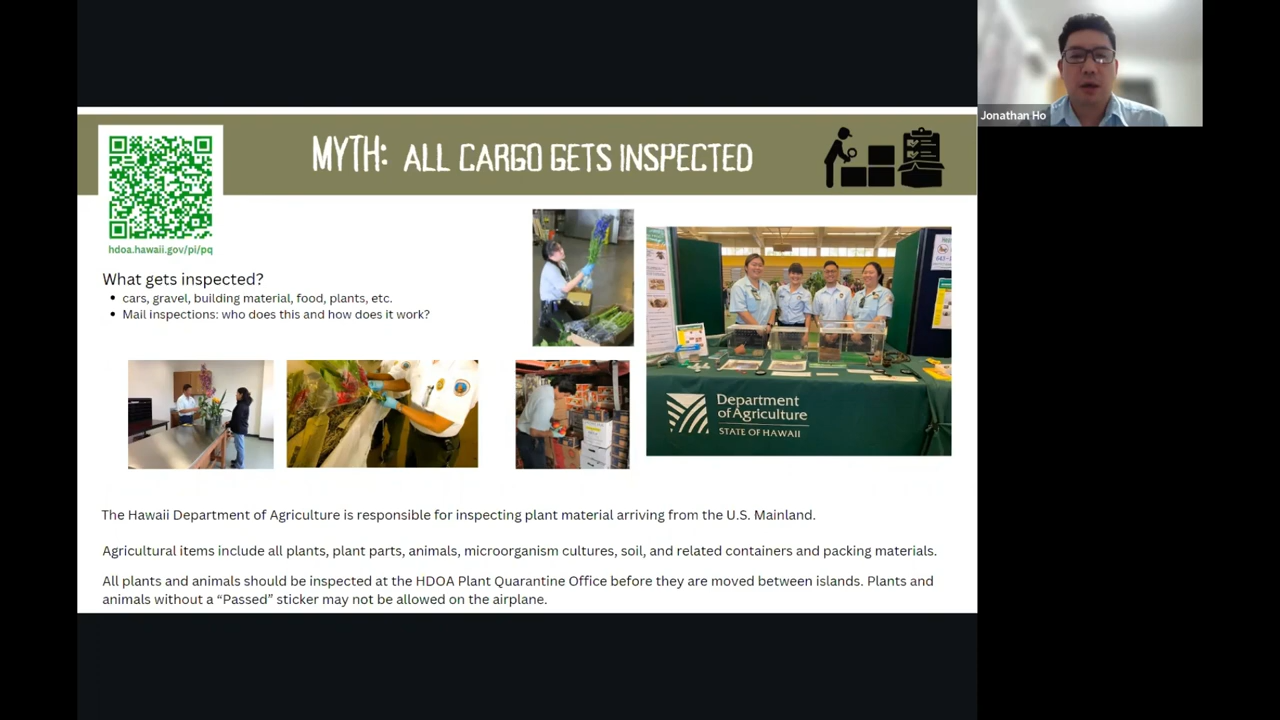 Jonathan Ho
MYTH: ALL CARGO GETS INSPECTED
hdoa.hawaii.gov/pi/pq
What gets inspected?
• cars, gravel, building material, food, plants, etc.
• Mail inspections: who does this and how does it work?
Department
of Agriculture
STATE OF HAWAII
The Hawaii Department of Agriculture is responsible for inspecting plant material arriving from the U.S. Mainland.
Agricultural items include all plants, plant parts, animals, microorganism cultures, soil, and related containers and packing materials.
All plants and animals should be inspected at the HDOA Plant Quarantine Office before they are moved between islands. Plants and
animals without a “Passed” sticker may not be allowed on the airplane.